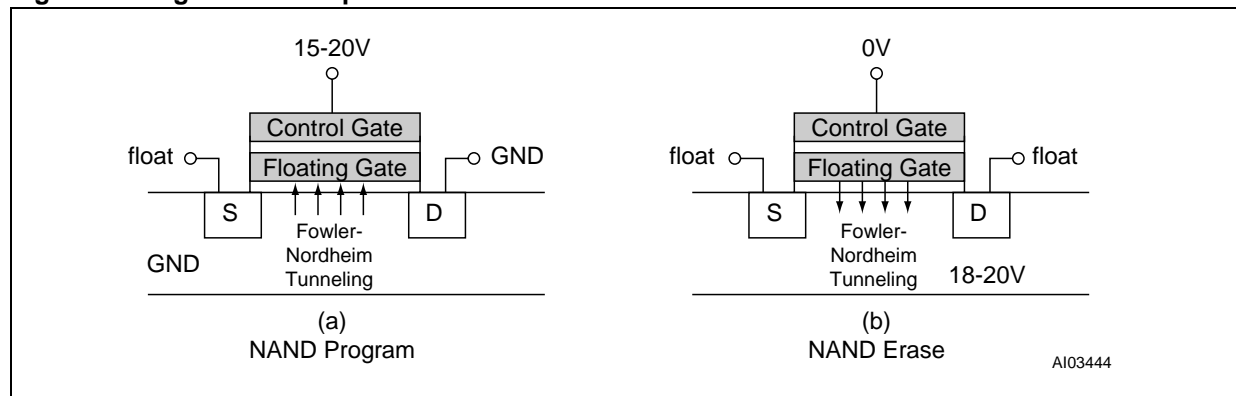 15-20V
Control Gate
float
Floating Gate
GND
S
D
Fowler-
Nordheim
Tunneling
GND
(a)
NAND Program
0V
Control Gate
float
Floating Gate
float
S
D
Fowler-
Nordheim
Tunneling
18-20V
(b)
NAND Erase
AI03444